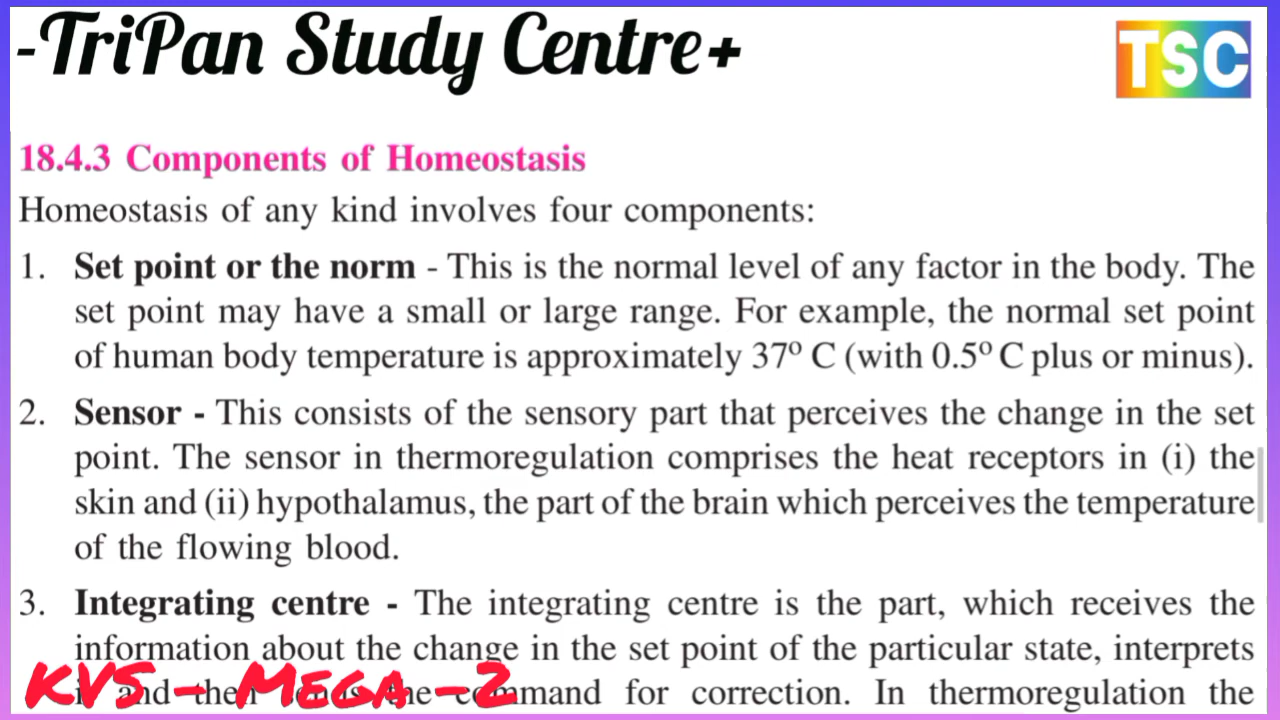 -TriPan Study Centre+
TSC
18.4.3 Components of Homeostasis
Homeostasis of any kind involves four components:
1. Set point or the norm - This is the normal level of any factor in the body. The
set point may have a small or large range. For example, the normal set point
of human body temperature is approximately 37º C (with 0.5º C plus or minus).
2. Sensor - This consists of the sensory part that perceives the change in the set
point. The sensor in thermoregulation comprises the heat receptors in (i) the
skin and (ii) hypothalamus, the part of the brain which perceives the temperature
of the flowing blood.
3. Integrating centre - The integrating centre is the part, which receives the
information about the change in the set point of the particular state, interprets
and then the command for correction. In thermoregulation the
KVS - MEGA - 2